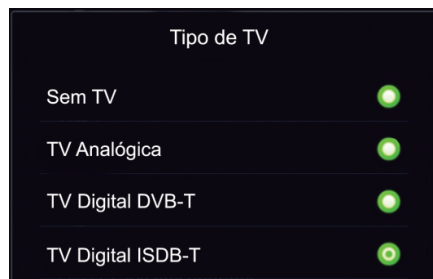 Tipo de TV
Sem TV
TV Analógica
TV Digital DVB-T
TV Digital ISDB-T